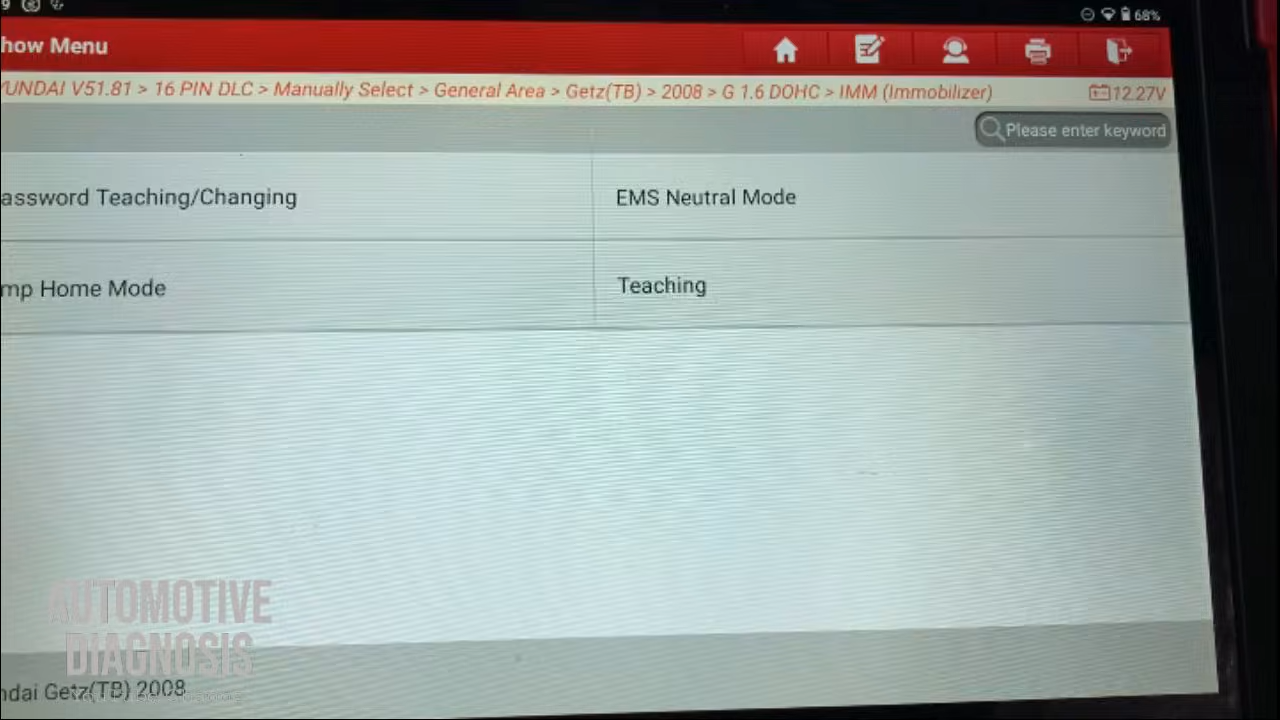 9 68%
how Menu
YUNDAI V51.81 > 16 PIN DLC > Manually Select > General Area > Getz(TB) > 2008 > G 1.6 DOHC > IMM (Immobilizer) 12.27V
Please enter keyword
assword Teaching/Changing EMS Neutral Mode
mp Home Mode Teaching
AUTOMOTIVE
DIAGNOSIS
ndai Getz(TB) 2008